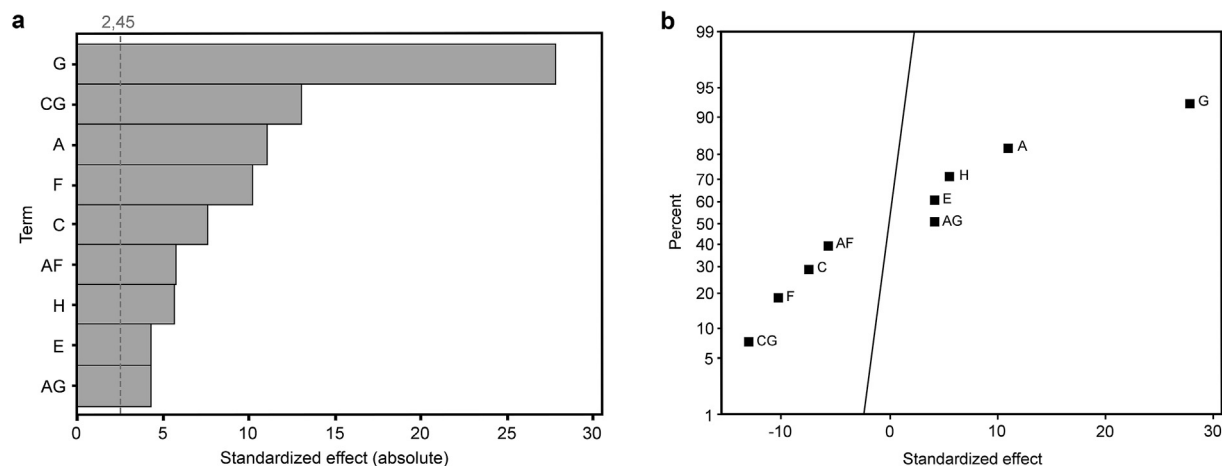 a
2,45
G
CG
A
F
C
AF
H
E
AG
Term
0 5 10 15 20 25 30
Standardized effect (absolute)
b
99
95
90
80
70
60
50
40
30
20
10
5
1
Percent
G
A
H
E
AG
AF
C
F
CG
-10 0 10 20 30
Standardized effect